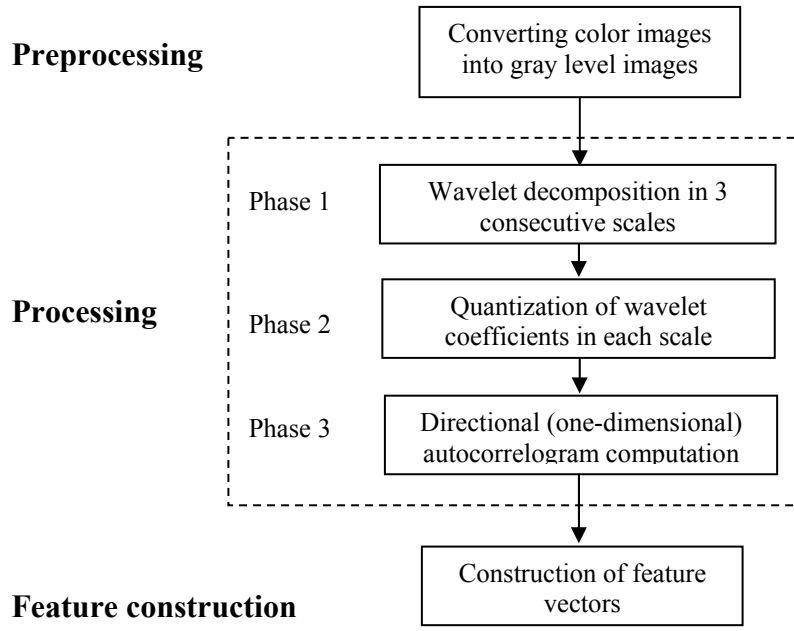 Preprocessing
Converting color images
into gray level images
Processing
Phase 1
Wavelet decomposition in 3
consecutive scales
Phase 2
Quantization of wavelet
coefficients in each scale
Phase 3
Directional (one-dimensional)
autocorrelogram computation
Feature construction
Construction of feature
vectors